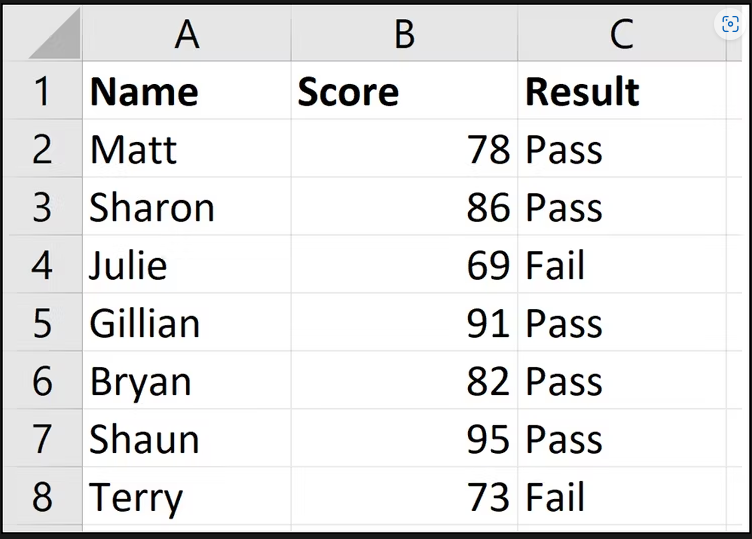 A B C
1 Name Score Result
2 Matt 78 Pass
3 Sharon 86 Pass
4 Julie 69 Fail
5 Gillian 91 Pass
6 Bryan 82 Pass
7 Shaun 95 Pass
8 Terry 73 Fail